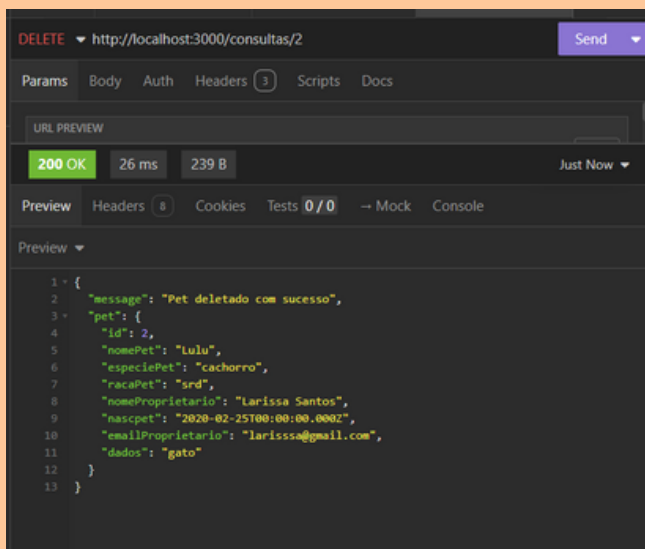 DELETE http://localhost:3000/consultas/2 Send
Params Body Auth Headers 3 Scripts Docs
URL PREVIEW
200 OK 26 ms 239 B Just Now
Preview Headers 8 Cookies Tests 0 / 0 → Mock Console
Preview
1 {
2 "message": "Pet deletado com sucesso",
3 "pet": {
4 "id": 2,
5 "nomePet": "Lulu",
6 "especiePet": "cachorro",
7 "racaPet": "srd",
8 "nomeProprietario": "Larissa Santos",
9 "nascpet": "2020-02-25T00:00:00.000Z",
10 "emailProprietario": "larisssa@gmail.com",
11 "dados": "gato"
12 }
13 }